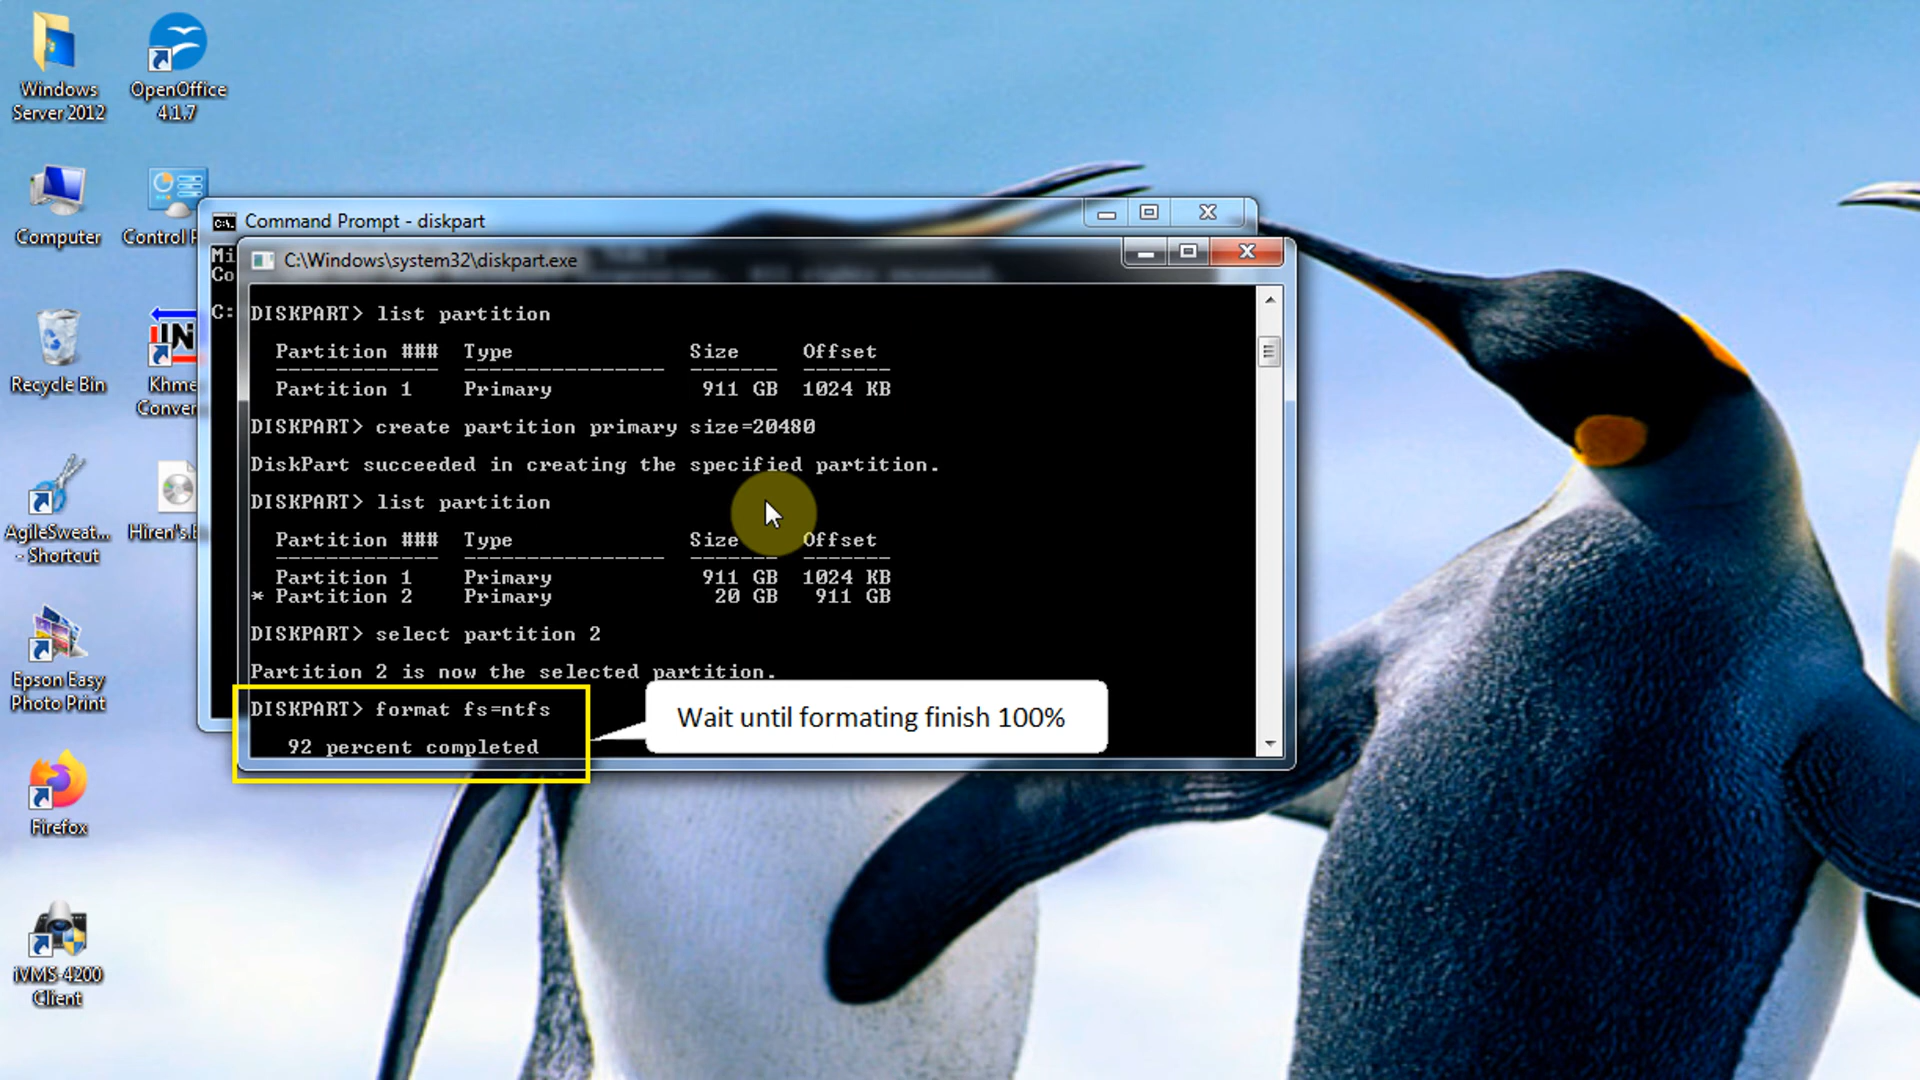 Windows
Server 2012
OpenOffice
4.1.7
Computer
Control P
Recycle Bin
Khme
Conver
AgileSweat...
- Shortcut
Hiren's.B
Epson Easy
Photo Print
Firefox
iVMS-4200
Client
Command Prompt - diskpart
Mi
Co
C:
C:\Windows\system32\diskpart.exe
DISKPART> list partition
Partition ### Type Size Offset
------------- ---------------- ------- -------
Partition 1 Primary 911 GB 1024 KB
DISKPART> create partition primary size=20480
DiskPart succeeded in creating the specified partition.
DISKPART> list partition
Partition ### Type Size Offset
------------- ---------------- ------- -------
Partition 1 Primary 911 GB 1024 KB
* Partition 2 Primary 20 GB 911 GB
DISKPART> select partition 2
Partition 2 is now the selected partition.
DISKPART> format fs=ntfs
92 percent completed
Wait until formating finish 100%